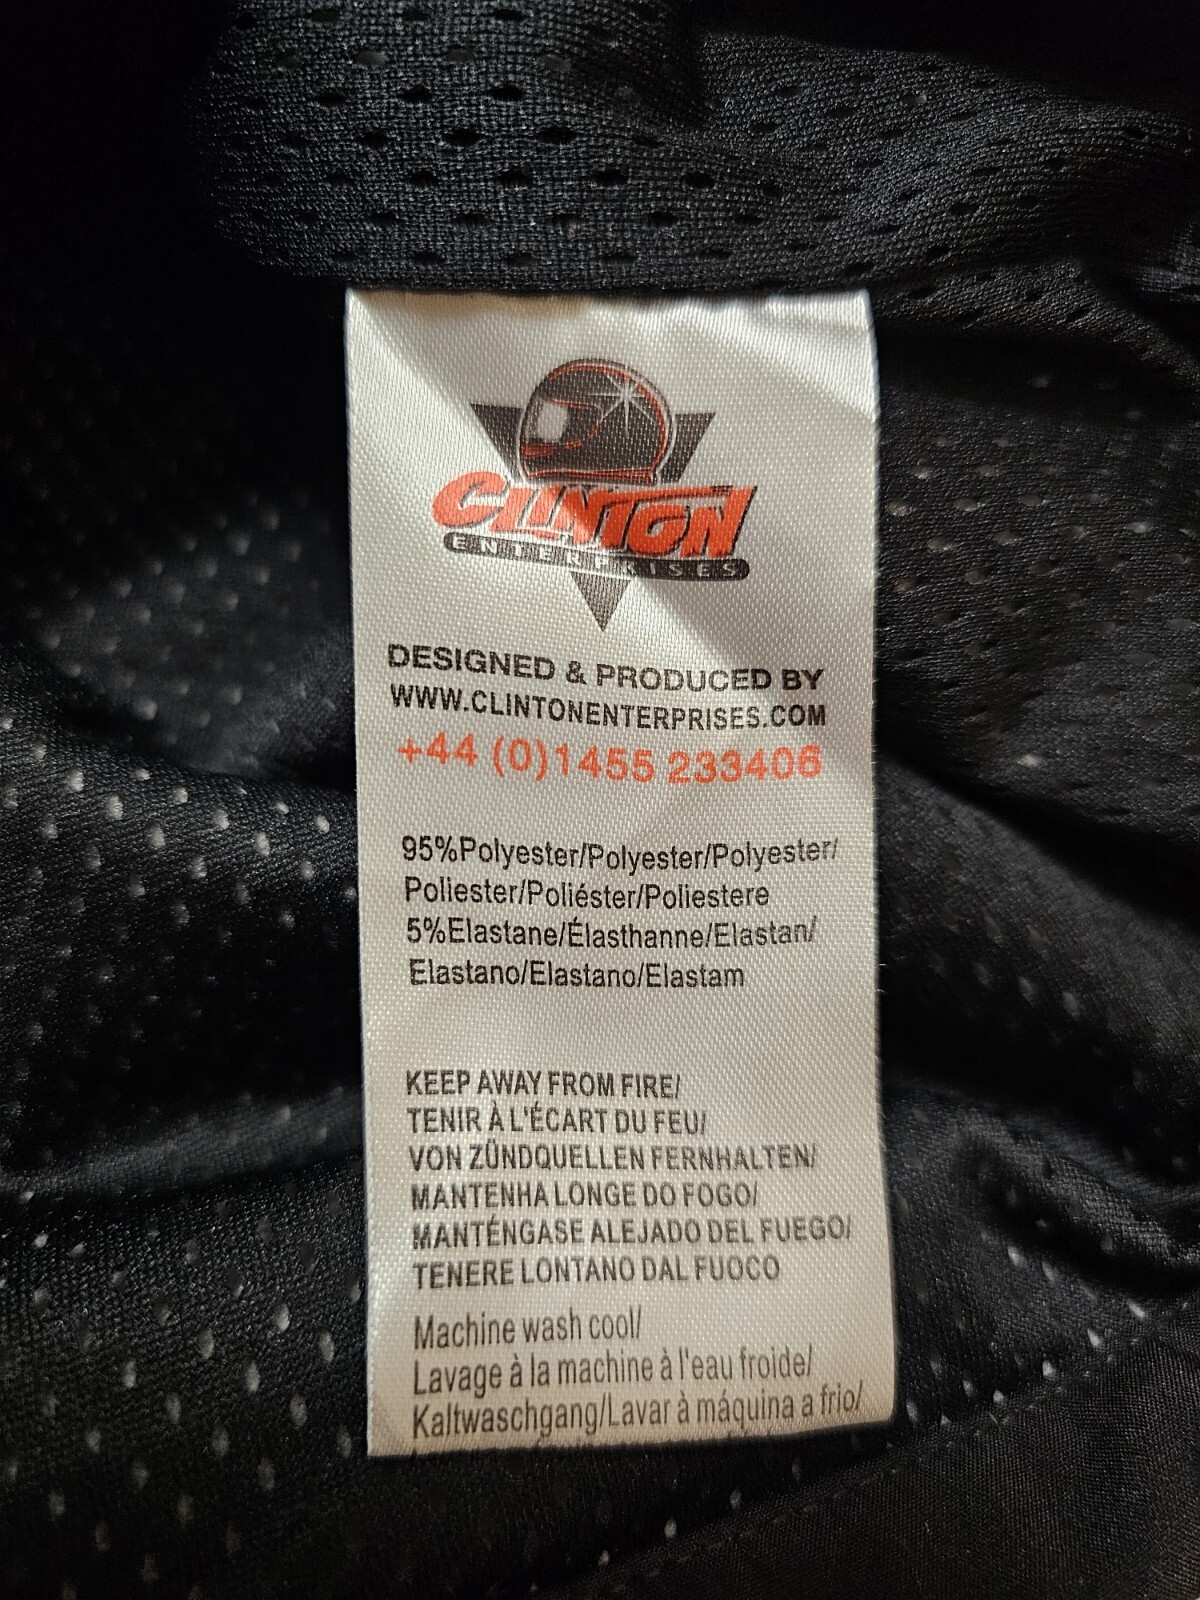 CLINTON
ENTERPRISES
DESIGNED & PRODUCED BY
WWW.CLINTONENTERPRISES.COM
+44 (0)1455 233406
95%Polyester/Polyester/Polyester/
Poliester/Poliéster/Poliestere
5%Elastane/Élasthanne/Elastan/
Elastano/Elastano/Elastam
KEEP AWAY FROM FIRE/
TENIR À L'ÉCART DU FEU/
VON ZÜNDQUELLEN FERNHALTEN/
MANTENHA LONGE DO FOGO/
MANTÉNGASE ALEJADO DEL FUEGO/
TENERE LONTANO DAL FUOCO
Machine wash cool/
Lavage à la machine à l'eau froide/
Kaltwaschgang/Lavar à máquina a frio/